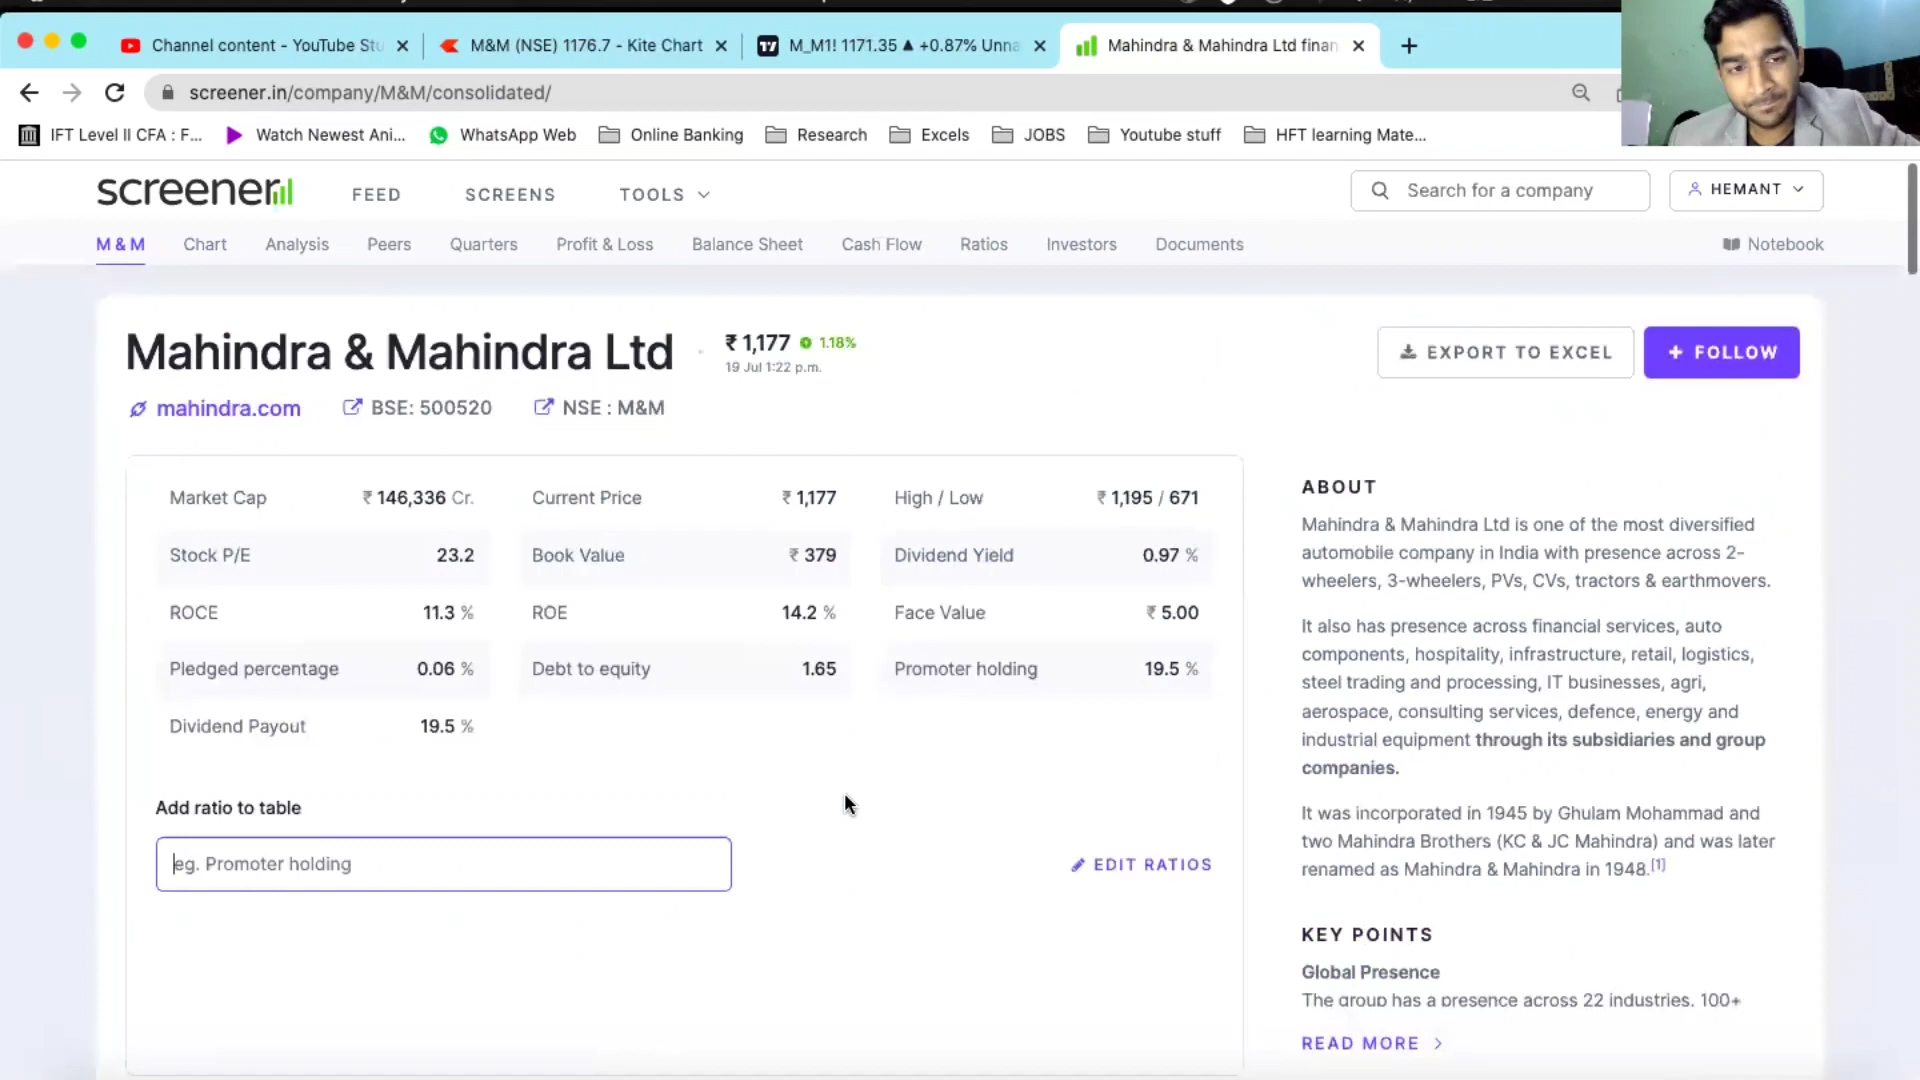 Channel content - YouTube Stu
M&M (NSE) 1176.7 - Kite Chart
M_M1! 1171.35 ▲ +0.87% Unna
Mahindra & Mahindra Ltd finan
screener.in/company/M&M/consolidated/
IFT Level II CFA : F...
Watch Newest Ani...
WhatsApp Web
Online Banking
Research
Excels
JOBS
Youtube stuff
HFT learning Mate...
screener
FEED
SCREENS
TOOLS
Search for a company
HEMANT
M & M
Chart
Analysis
Peers
Quarters
Profit & Loss
Balance Sheet
Cash Flow
Ratios
Investors
Documents
Notebook
Mahindra & Mahindra Ltd
₹ 1,177 1.18%
19 Jul 1:22 p.m.
EXPORT TO EXCEL
+ FOLLOW
mahindra.com
BSE: 500520
NSE : M&M
Market Cap ₹ 146,336 Cr.
Current Price ₹ 1,177
High / Low ₹ 1,195 / 671
Stock P/E 23.2
Book Value ₹ 379
Dividend Yield 0.97 %
ROCE 11.3 %
ROE 14.2 %
Face Value ₹ 5.00
Pledged percentage 0.06 %
Debt to equity 1.65
Promoter holding 19.5 %
Dividend Payout 19.5 %
Add ratio to table
eg. Promoter holding
EDIT RATIOS
ABOUT
Mahindra & Mahindra Ltd is one of the most diversified
automobile company in India with presence across 2-
wheelers, 3-wheelers, PVs, CVs, tractors & earthmovers.
It also has presence across financial services, auto
components, hospitality, infrastructure, retail, logistics,
steel trading and processing, IT businesses, agri,
aerospace, consulting services, defence, energy and
industrial equipment through its subsidiaries and group
companies.
It was incorporated in 1945 by Ghulam Mohammad and
two Mahindra Brothers (KC & JC Mahindra) and was later
renamed as Mahindra & Mahindra in 1948.[1]
KEY POINTS
Global Presence
The group has a presence across 22 industries, 100+
READ MORE